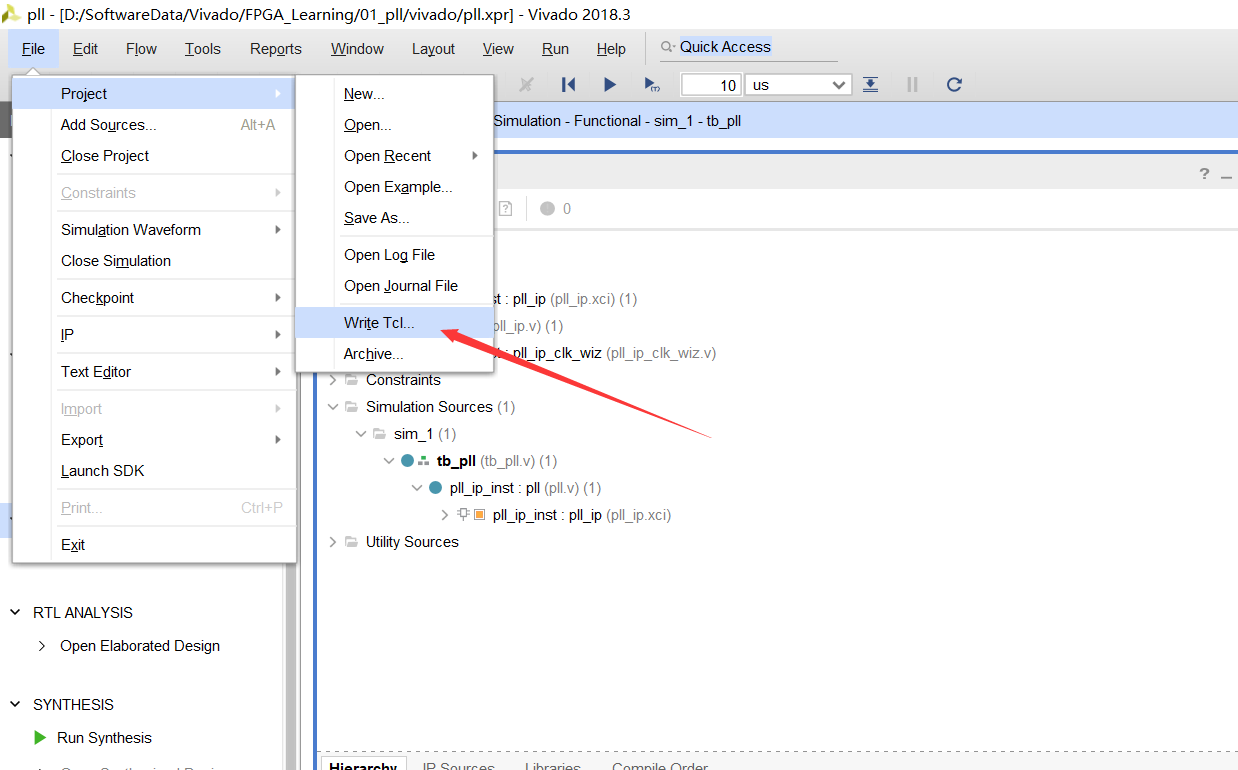 pll - [D:/SoftwareData/Vivado/FPGA_Learning/01_pll/vivado/pll.xpr] - Vivado 2018.3
File Edit Flow Tools Reports Window Layout View Run Help Quick Access
10 us
Simulation - Functional - sim_1 - tb_pll
Project
Add Sources... Alt+A
Close Project
Constraints
Simulation Waveform
Close Simulation
Checkpoint
IP
Text Editor
Import
Export
Launch SDK
Print... Ctrl+P
Exit
New...
Open...
Open Recent
Open Example...
Save As...
Open Log File
Open Journal File
Write Tcl...
Archive...
? _
? 0
st : pll_ip (pll_ip.xci) (1)
pll_ip.v) (1)
: pll_ip_clk_wiz (pll_ip_clk_wiz.v)
Constraints
Simulation Sources (1)
sim_1 (1)
tb_pll (tb_pll.v) (1)
pll_ip_inst : pll (pll.v) (1)
pll_ip_inst : pll_ip (pll_ip.xci)
Utility Sources
RTL ANALYSIS
Open Elaborated Design
SYNTHESIS
Run Synthesis
Hierarchy IP Sources Libraries Compile Order